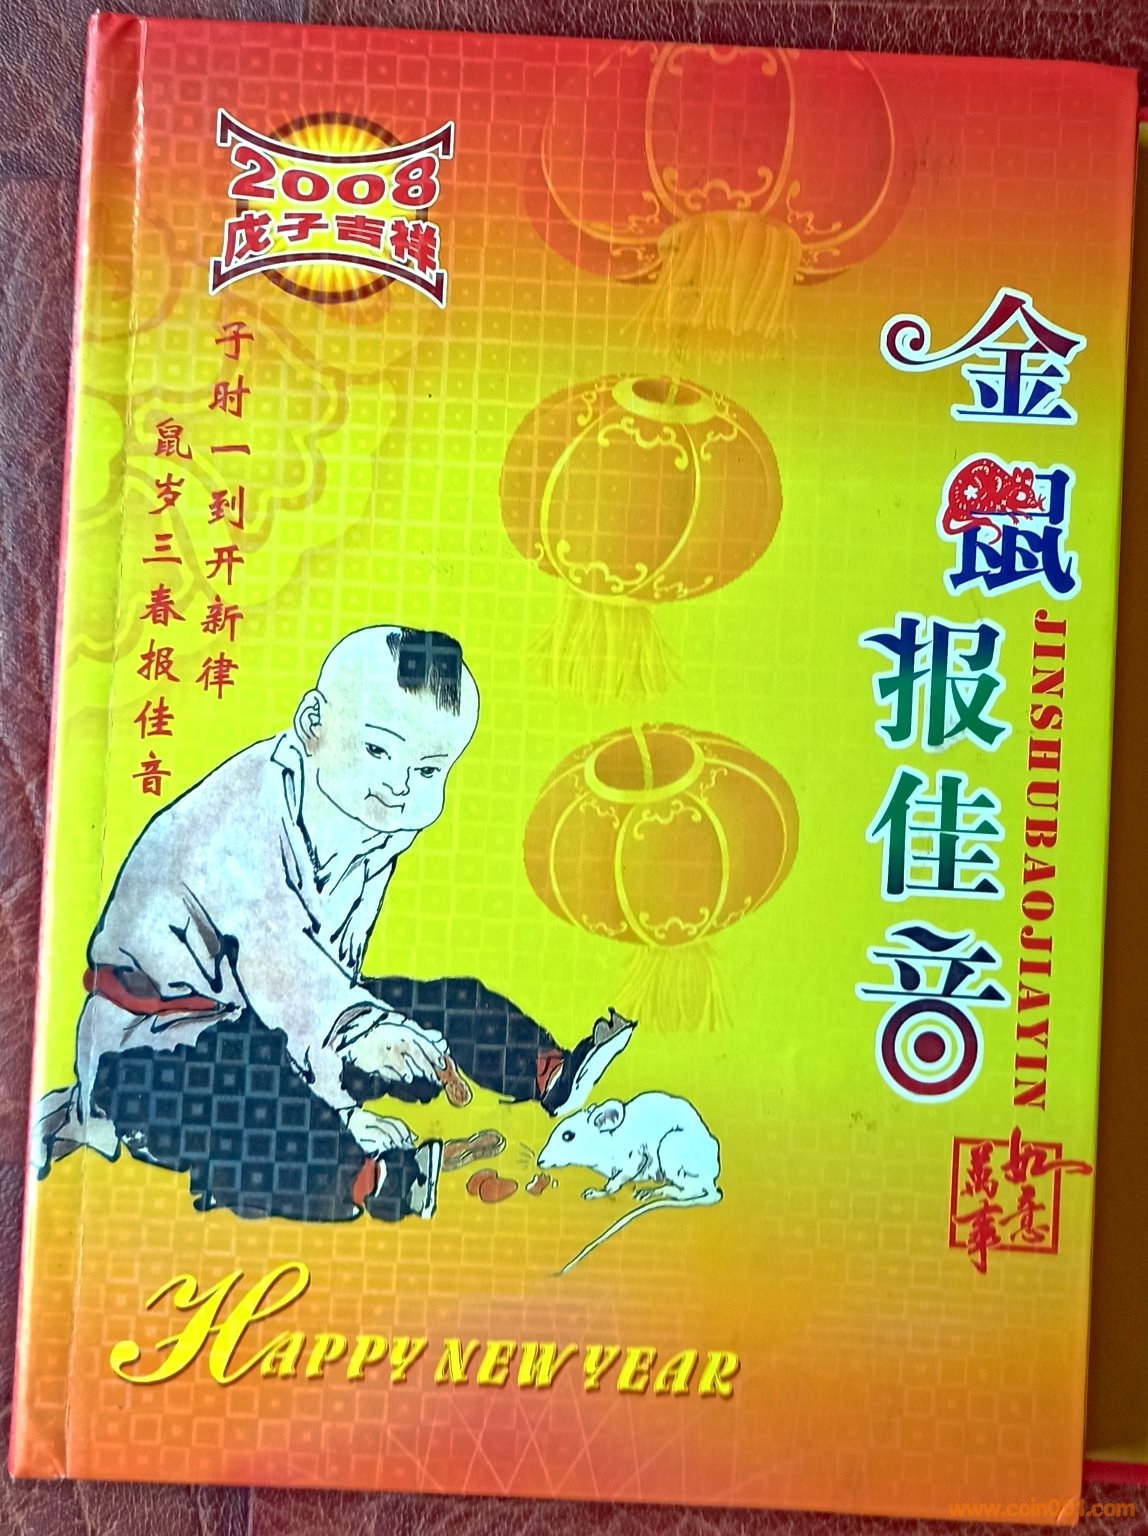 2008
戊子吉祥
子时一到开新律
鼠岁三春报佳音
金鼠报佳音
JINSHUBAOJIAYIN
如意
萬事
HAPPY NEW YEAR